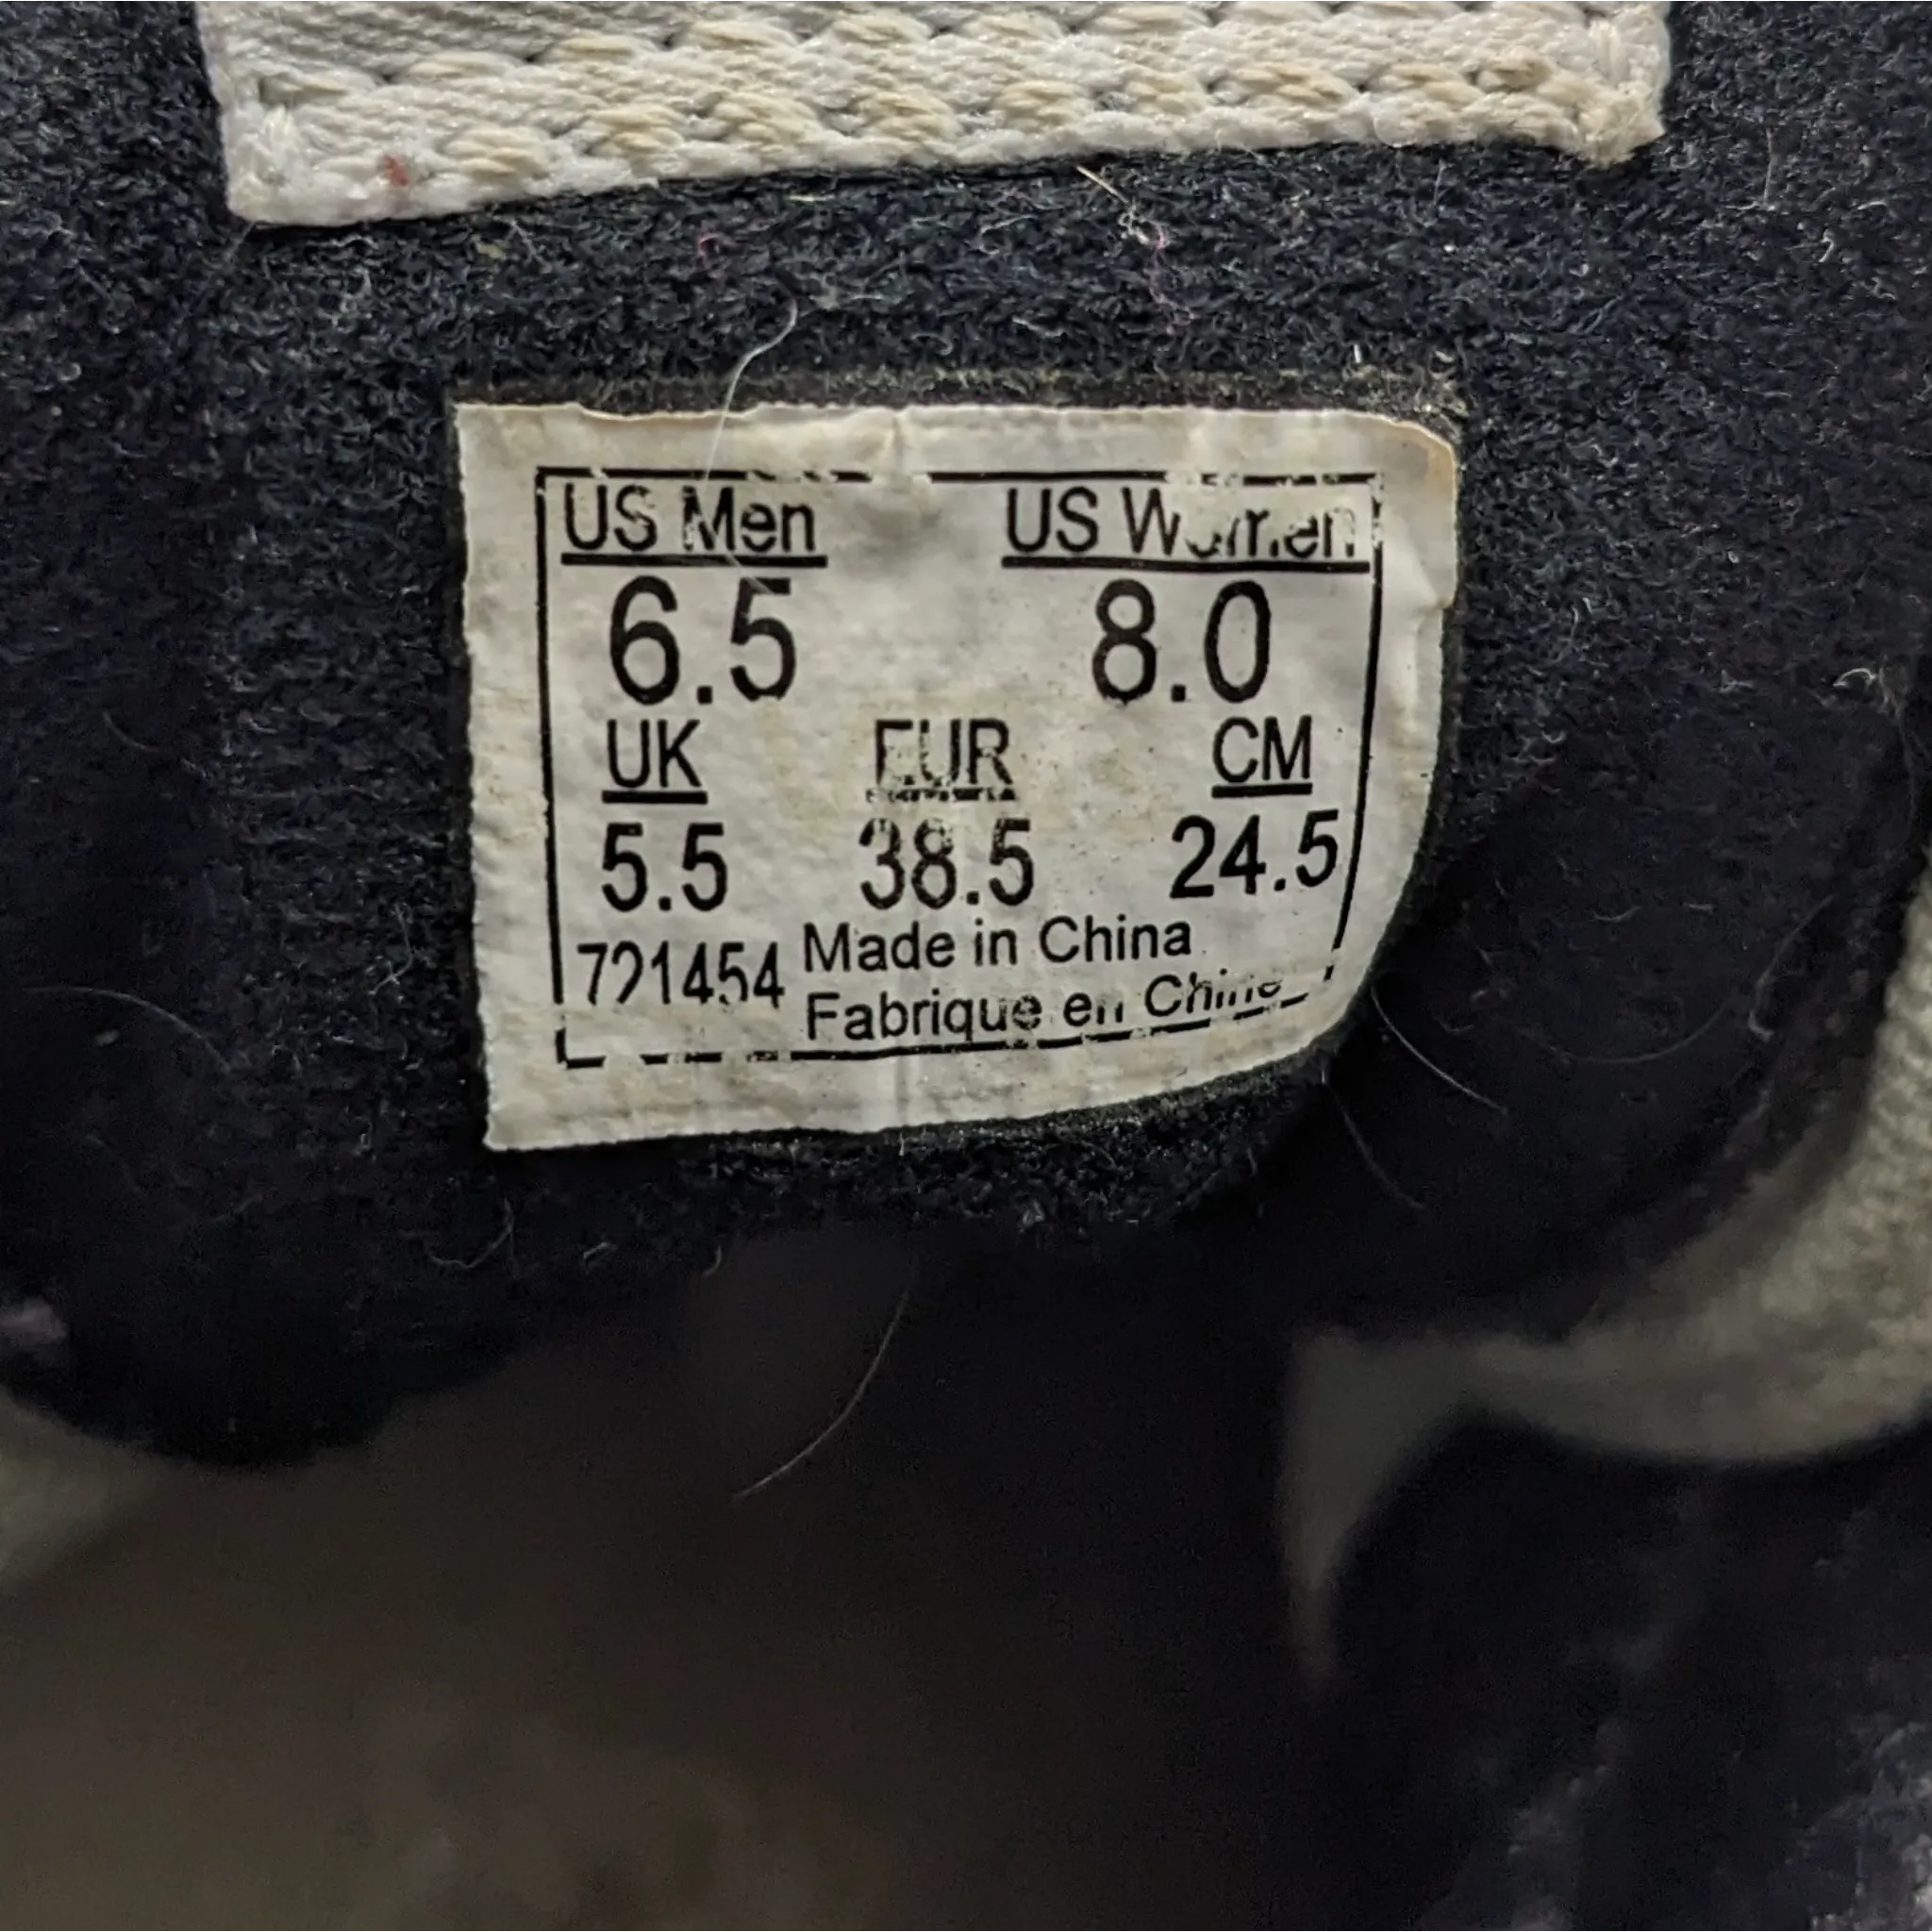 US Men US Women
6.5 8.0
UK EUR CM
5.5 38.5 24.5
721454 Made in China
Fabrique en Chine